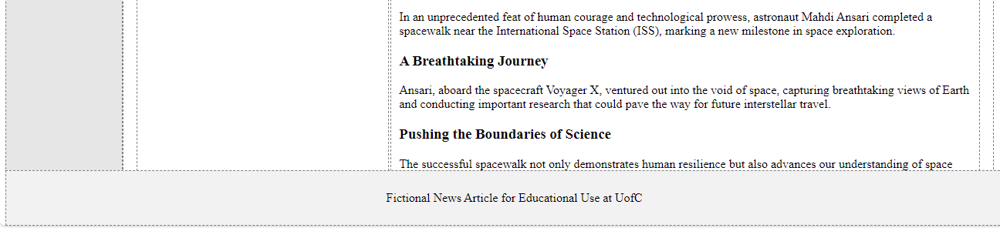 In an unprecedented feat of human courage and technological prowess, astronaut Mahdi Ansari completed a
spacewalk near the International Space Station (ISS), marking a new milestone in space exploration.
A Breathtaking Journey
Ansari, aboard the spacecraft Voyager X, ventured out into the void of space, capturing breathtaking views of Earth
and conducting important research that could pave the way for future interstellar travel.
Pushing the Boundaries of Science
The successful spacewalk not only demonstrates human resilience but also advances our understanding of space
Fictional News Article for Educational Use at UofC